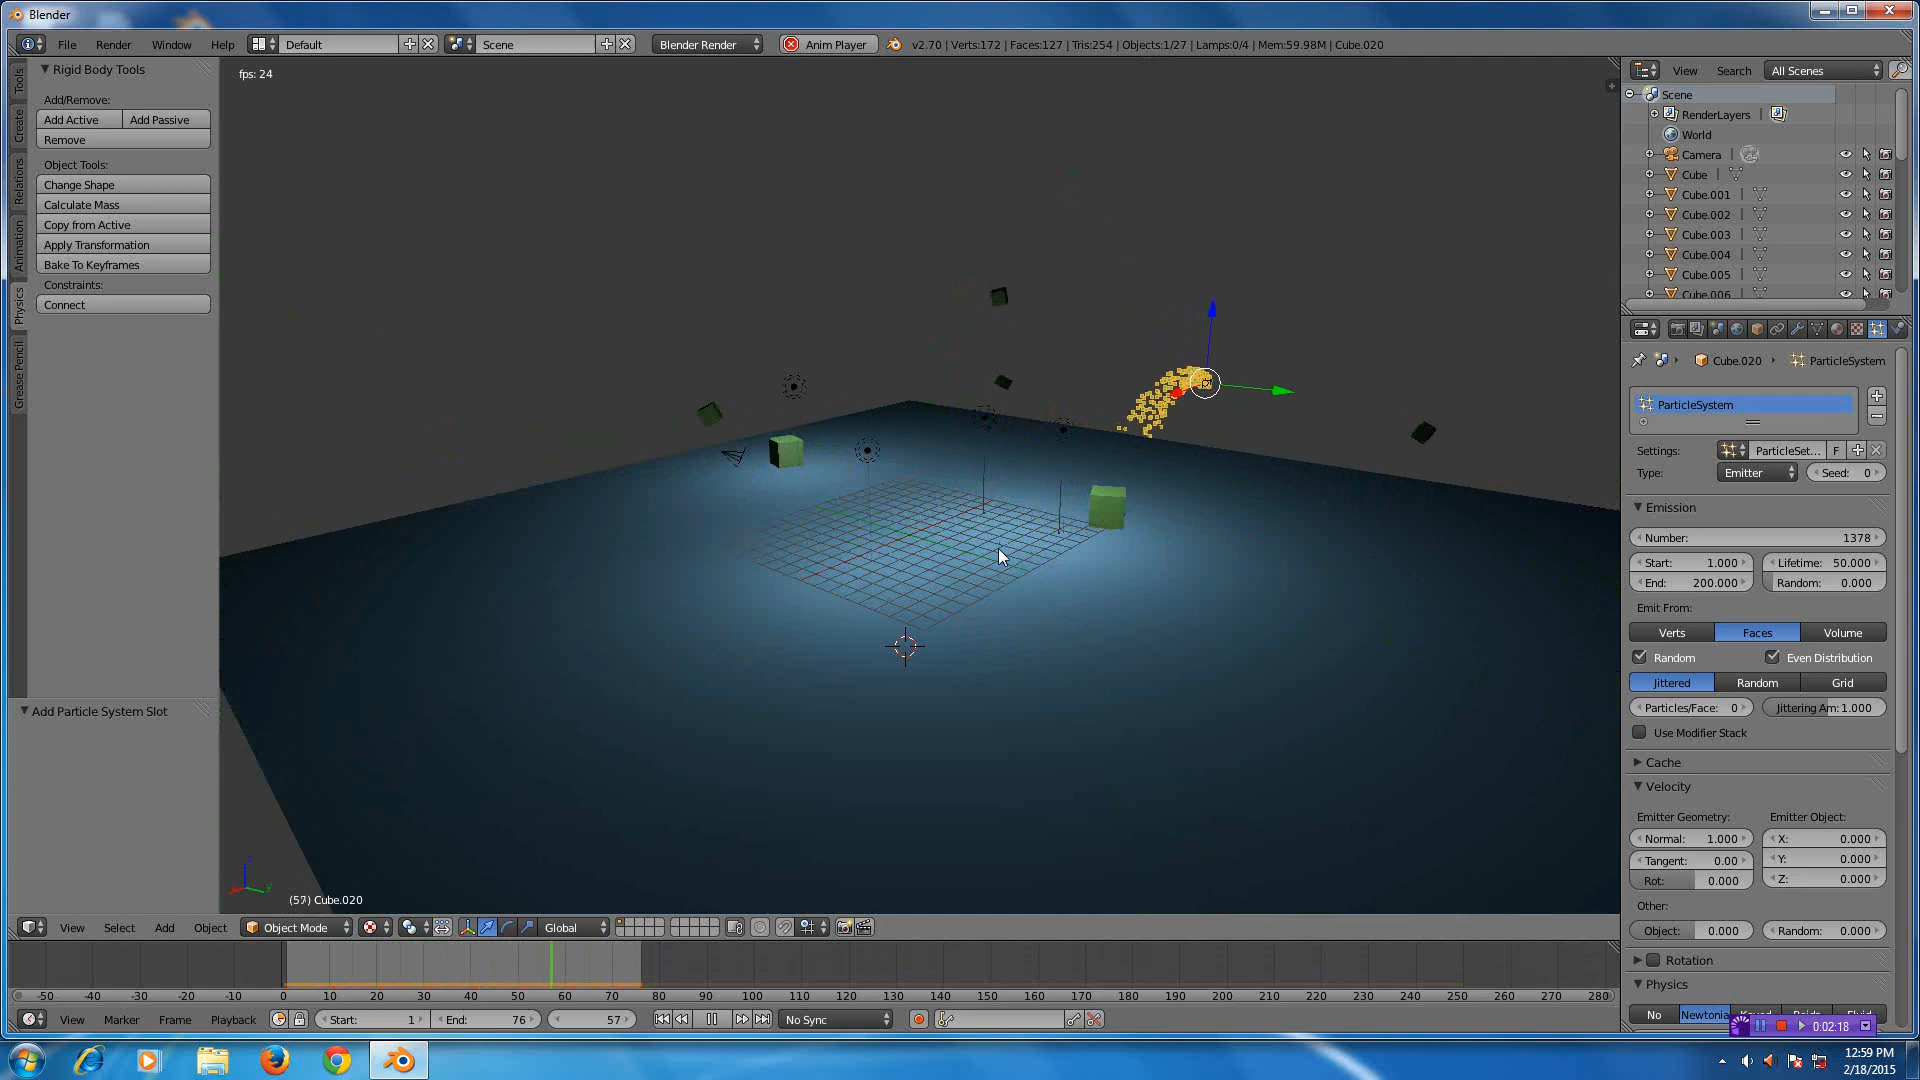 Blender
File Render Window Help Default Scene Blender Render Anim Player v2.70 | Verts:172 | Faces:127 | Tris:254 | Objects:1/27 | Lamps:0/4 | Mem:59.98M | Cube.020
Rigid Body Tools
Add/Remove:
Add Active Add Passive
Remove
Object Tools:
Change Shape
Calculate Mass
Copy from Active
Apply Transformation
Bake To Keyframes
Constraints:
Connect
Tools
Create
Relations
Animation
Physics
Grease Pencil
Add Particle System Slot
fps: 24
(57) Cube.020
View Search All Scenes
Scene
RenderLayers
World
Camera
Cube
Cube.001
Cube.002
Cube.003
Cube.004
Cube.005
Cube.006
Cube.020 ParticleSystem
ParticleSystem
Settings: ParticleSet... F
Type: Emitter Seed: 0
Emission
Number: 1378
Start: 1.000 Lifetime: 50.000
End: 200.000 Random: 0.000
Emit From:
Verts Faces Volume
Random Even Distribution
Jittered Random Grid
Particles/Face: 0 Jittering Am: 1.000
Use Modifier Stack
Cache
Velocity
Emitter Geometry: Emitter Object:
Normal: 1.000 X: 0.000
Tangent: 0.00 Y: 0.000
Rot: 0.000 Z: 0.000
Other:
Object: 0.000 Random: 0.000
Rotation
Physics
No Newtonia
0:02:18
View Select Add Object Object Mode Global
-50 -40 -30 -20 -10 0 10 20 30 40 50 60 70 80 90 100 110 120 130 140 150 160 170 180 190 200 210 220 230 240 250 260 270 280
View Marker Frame Playback Start: 1 End: 76 57 No Sync
12:59 PM
2/18/2015